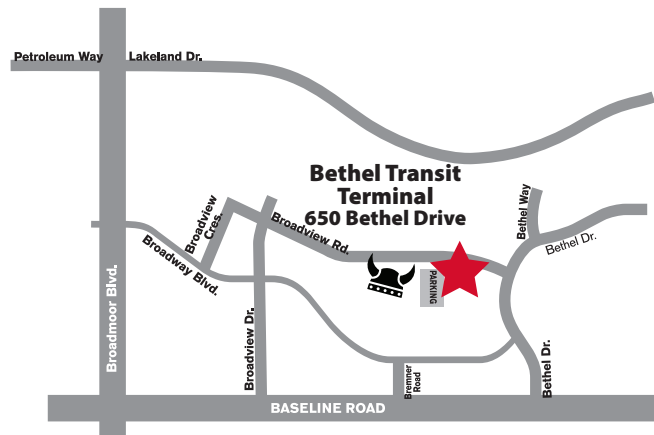 Petroleum Way
Lakeland Dr.
Bethel Transit
Terminal
650 Bethel Drive
Broadview
Cres.
Broadview Rd.
Bethel Way
Bethel Dr.
Broadway Blvd.
PARKING
Broadmoor Blvd.
Broadview Dr.
Bremner
Road
Bethel Dr.
BASELINE ROAD